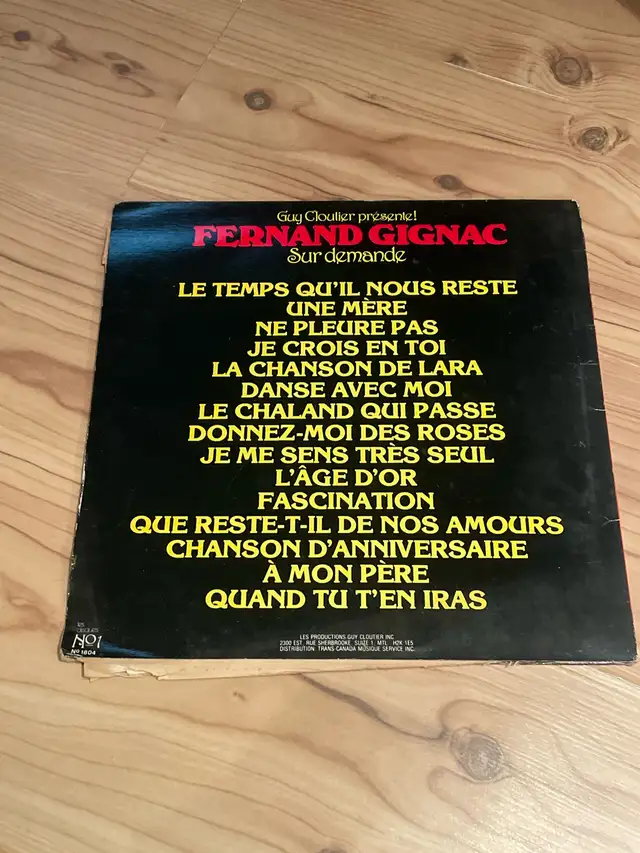 Guy Cloutier présente!
FERNAND GIGNAC
Sur demande
LE TEMPS QU'IL NOUS RESTE
UNE MÈRE
NE PLEURE PAS
JE CROIS EN TOI
LA CHANSON DE LARA
DANSE AVEC MOI
LE CHALAND QUI PASSE
DONNEZ-MOI DES ROSES
JE ME SENS TRÈS SEUL
L'ÂGE D'OR
FASCINATION
QUE RESTE-T-IL DE NOS AMOURS
CHANSON D'ANNIVERSAIRE
À MON PÈRE
QUAND TU T'EN IRAS
No1
No 1804
LES PRODUCTIONS GUY CLOUTIER INC.
2300 EST, RUE SHERBROOKE, SUITE 1, MTL. H2K 1E5
DISTRIBUTION: TRANS-CANADA MUSIQUE SERVICE INC.